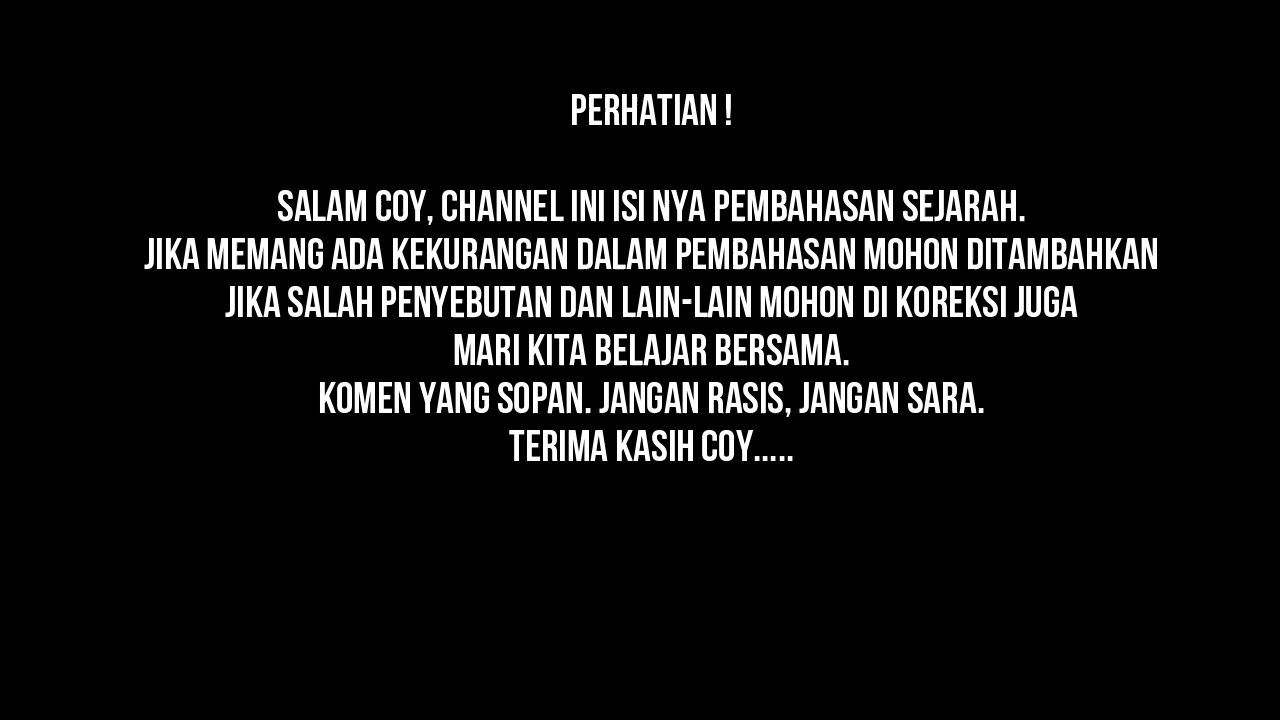 PERHATIAN !
SALAM COY, CHANNEL INI ISI NYA PEMBAHASAN SEJARAH.
JIKA MEMANG ADA KEKURANGAN DALAM PEMBAHASAN MOHON DITAMBAHKAN
JIKA SALAH PENYEBUTAN DAN LAIN-LAIN MOHON DI KOREKSI JUGA
MARI KITA BELAJAR BERSAMA.
KOMEN YANG SOPAN. JANGAN RASIS, JANGAN SARA.
TERIMA KASIH COY.....